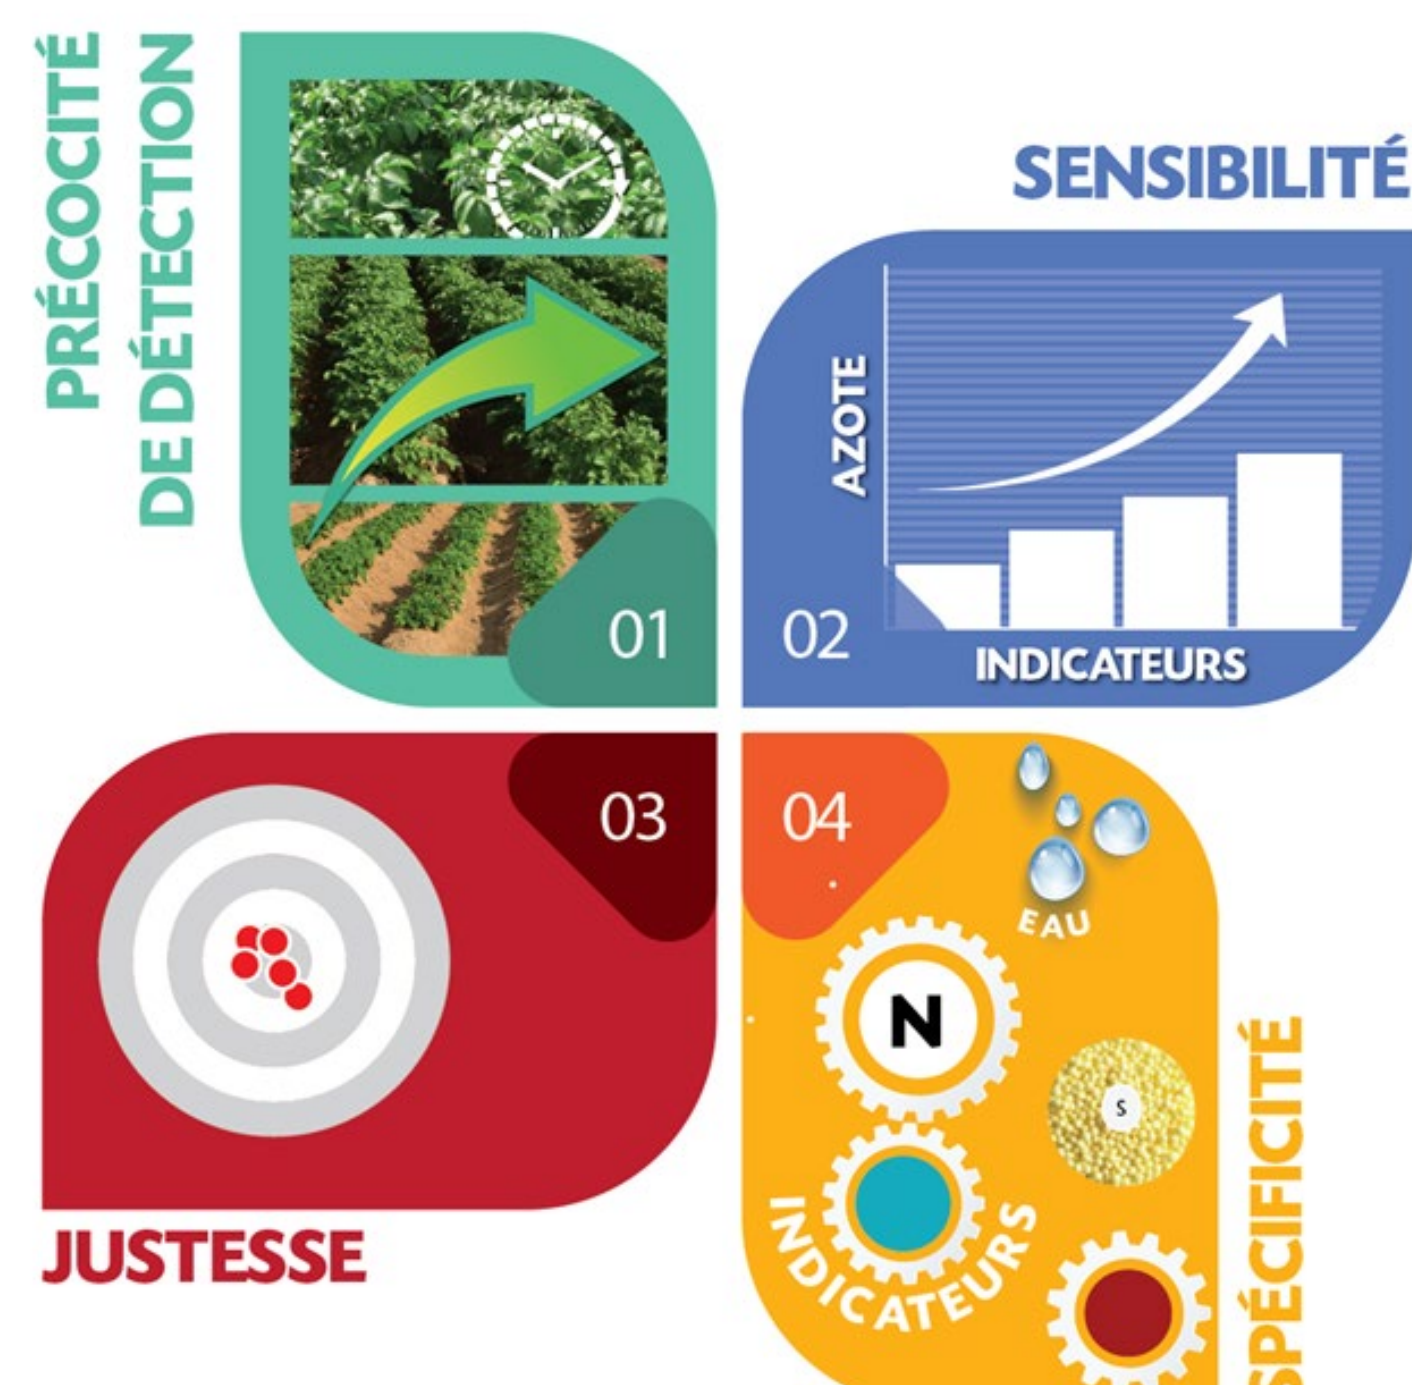 PRÉCOCITÉ
DE DÉTECTION
01
SENSIBILITÉ
AZOTE
02
INDICATEURS
03
JUSTESSE
04
EAU
N
S
INDICATEURS
SPÉCIFICITÉ